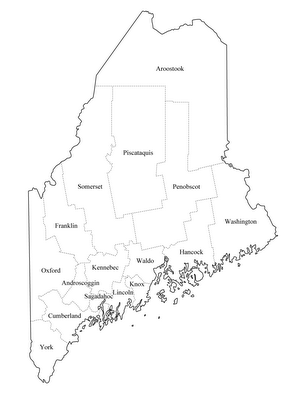 Aroostook
Piscataquis
Somerset
Penobscot
Washington
Franklin
Hancock
Waldo
Oxford
Kennebec
Androscoggin
Knox
Lincoln
Sagadahoc
Cumberland
York